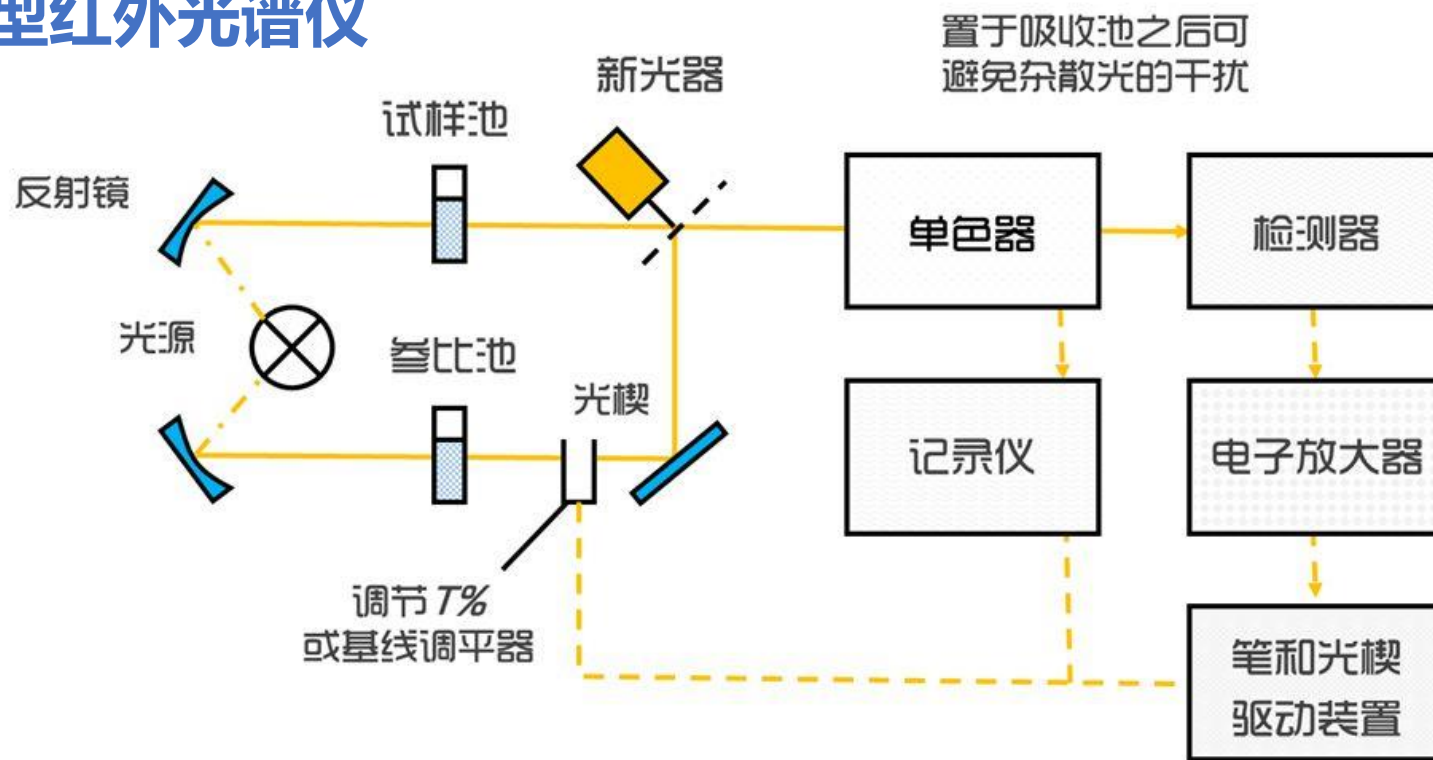 型红外光谱仪
置于吸收池之后可
避免杂散光的干扰
新光器
试样池
反射镜
单色器
检测器
光源
参比池
光楔
记录仪
电子放大器
调节T%
或基线调平器
笔和光楔
驱动装置